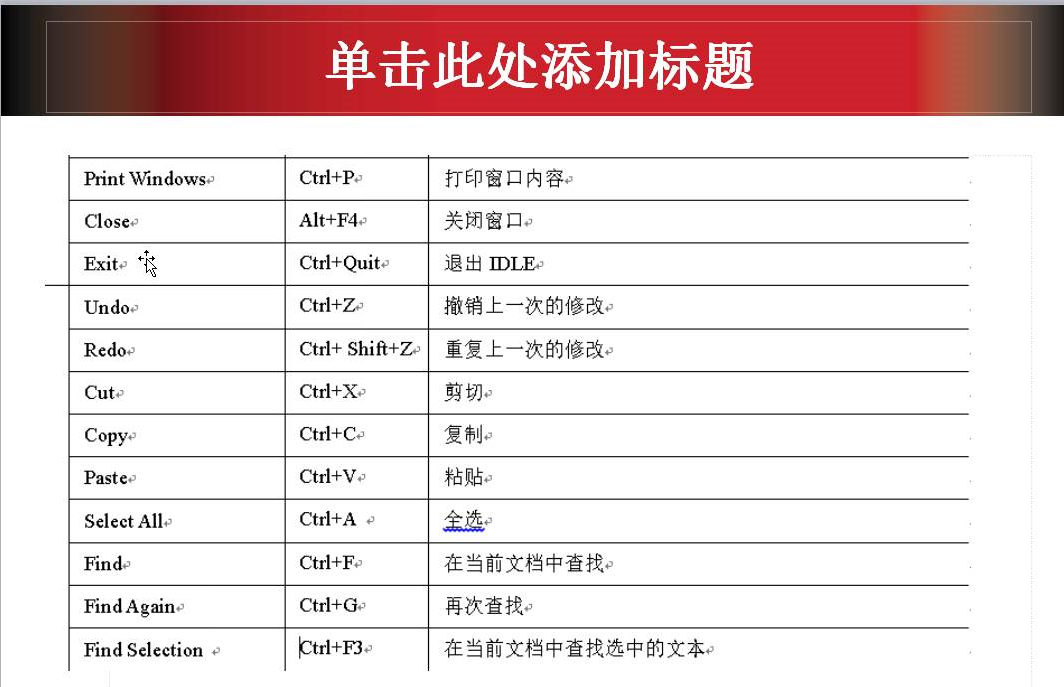 单击此处添加标题
Print Windows Ctrl+P 打印窗口内容
Close Alt+F4 关闭窗口
Exit Ctrl+Quit 退出 IDLE
Undo Ctrl+Z 撤销上一次的修改
Redo Ctrl+ Shift+Z 重复上一次的修改
Cut Ctrl+X 剪切
Copy Ctrl+C 复制
Paste Ctrl+V 粘贴
Select All Ctrl+A 全选
Find Ctrl+F 在当前文档中查找
Find Again Ctrl+G 再次查找
Find Selection Ctrl+F3 在当前文档中查找选中的文本